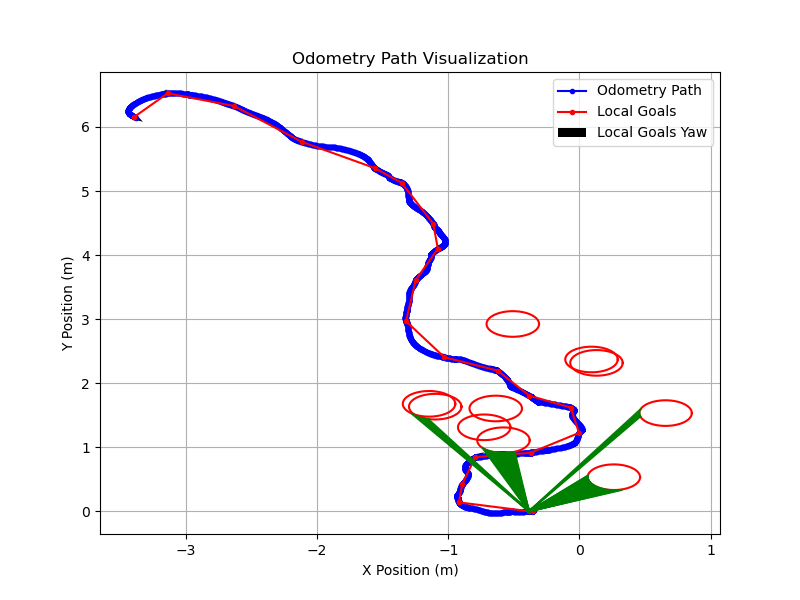 Odometry Path Visualization
Odometry Path
Local Goals
Local Goals Yaw
Y Position (m)
6
5
4
3
2
1
0
−3
−2
−1
0
1
X Position (m)